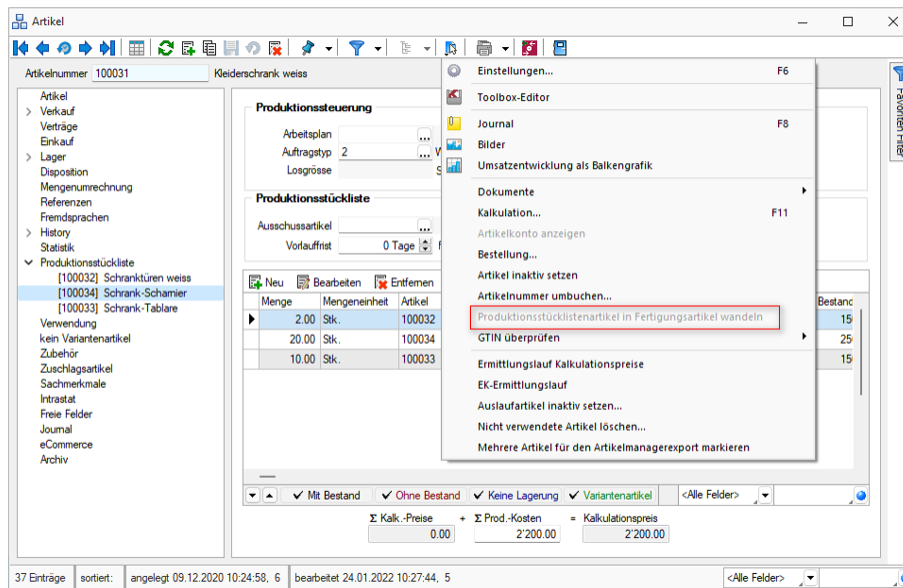 Artikel
Artikelnummer 100031 Kleiderschrank weiss
Artikel
Verkauf
Verträge
Einkauf
Lager
Disposition
Mengenumrechnung
Referenzen
Fremdsprachen
History
Statistik
Produktionsstückliste
[100032] Schranktüren weiss
[100034] Schrank-Scharnier
[100033] Schrank-Tablare
Verwendung
kein Variantenartikel
Zubehör
Zuschlagsartikel
Sachmerkmale
Intrastat
Freie Felder
Journal
eCommerce
Archiv
Produktionssteuerung
Arbeitsplan ...
Auftragstyp 2 ...
Losgrösse
Produktionsstückliste
Ausschussartikel ...
Vorlauffrist 0 Tage
Neu Bearbeiten Entfernen
Menge Mengeneinheit Artikel Bestand
2.00 Stk. 100032 15
20.00 Stk. 100034 25
10.00 Stk. 100033 15
Mit Bestand Ohne Bestand Keine Lagerung Variantenartikel <Alle Felder>
Σ Kalk.-Preise + Σ Prod.-Kosten = Kalkulationspreis
0.00 2'200.00 2'200.00
Einstellungen... F6
Toolbox-Editor
Journal F8
Bilder
Umsatzentwicklung als Balkengrafik
Dokumente
Kalkulation... F11
Artikelkonto anzeigen
Bestellung...
Artikel inaktiv setzen
Artikelnummer umbuchen...
Produktionsstücklistenartikel in Fertigungsartikel wandeln
GTIN überprüfen
Ermittlungslauf Kalkulationspreise
EK-Ermittlungslauf
Auslaufartikel inaktiv setzen...
Nicht verwendete Artikel löschen...
Mehrere Artikel für den Artikelmanagerexport markieren
Favoriten Filter
37 Einträge sortiert: angelegt 09.12.2020 10:24:58, 6 bearbeitet 24.01.2022 10:27:44, 5 <Alle Felder>